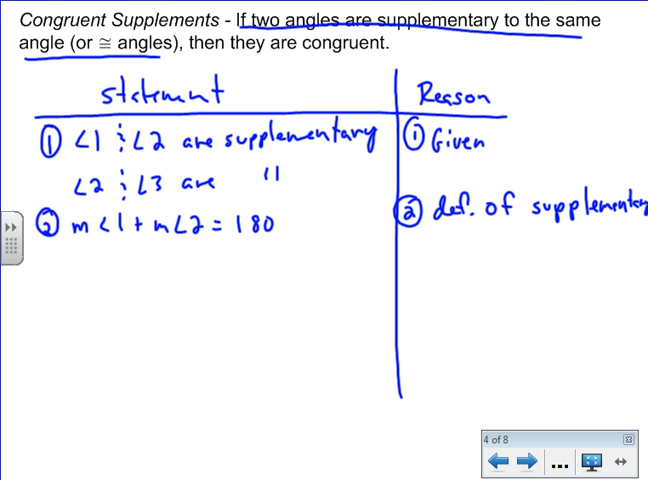 Congruent Supplements - If two angles are supplementary to the same
angle (or ≅ angles), then they are congruent.
statement Reason
① ∠1 & ∠2 are supplementary ① Given
∠2 & ∠3 are "
② def. of supplementary
② m∠1 + m∠2 = 180
4 of 8